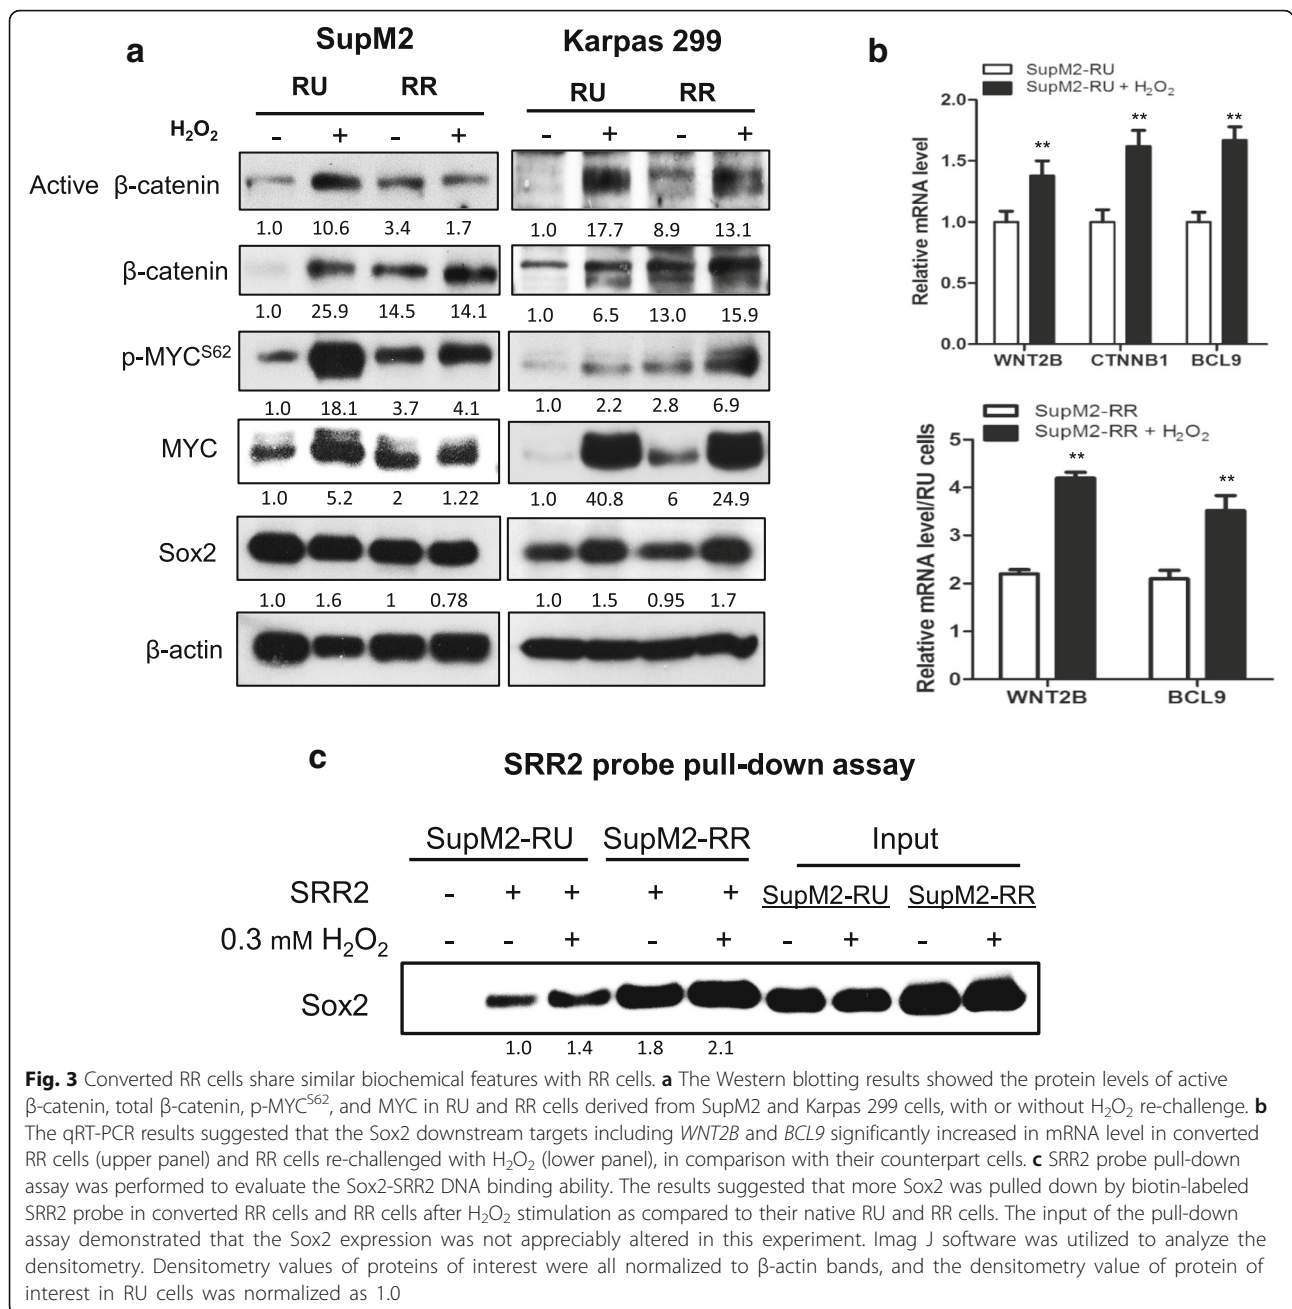 a
SupM2
Karpas 299
RU RR RU RR
H₂O₂ - + - + - + - +
Active β-catenin
1.0 10.6 3.4 1.7 1.0 17.7 8.9 13.1
β-catenin
1.0 25.9 14.5 14.1 1.0 6.5 13.0 15.9
p-MYC^S62
1.0 18.1 3.7 4.1 1.0 2.2 2.8 6.9
MYC
1.0 5.2 2 1.22 1.0 40.8 6 24.9
Sox2
1.0 1.6 1 0.78 1.0 1.5 0.95 1.7
β-actin
b
SupM2-RU
SupM2-RU + H₂O₂
Relative mRNA level
2.0
1.5
1.0
0.5
0.0
** ** **
WNT2B CTNNB1 BCL9
SupM2-RR
SupM2-RR + H₂O₂
Relative mRNA level/RU cells
5
4
3
2
1
0
** **
WNT2B BCL9
c
SRR2 probe pull-down assay
SupM2-RU SupM2-RR Input
SRR2 - + + + + SupM2-RU SupM2-RR
0.3 mM H₂O₂ - - + - + - + - +
Sox2
1.0 1.4 1.8 2.1
Fig. 3 Converted RR cells share similar biochemical features with RR cells. a The Western blotting results showed the protein levels of active
β-catenin, total β-catenin, p-MYC^S62, and MYC in RU and RR cells derived from SupM2 and Karpas 299 cells, with or without H₂O₂ re-challenge. b
The qRT-PCR results suggested that the Sox2 downstream targets including WNT2B and BCL9 significantly increased in mRNA level in converted
RR cells (upper panel) and RR cells re-challenged with H₂O₂ (lower panel), in comparison with their counterpart cells. c SRR2 probe pull-down
assay was performed to evaluate the Sox2-SRR2 DNA binding ability. The results suggested that more Sox2 was pulled down by biotin-labeled
SRR2 probe in converted RR cells and RR cells after H₂O₂ stimulation as compared to their native RU and RR cells. The input of the pull-down
assay demonstrated that the Sox2 expression was not appreciably altered in this experiment. Imag J software was utilized to analyze the
densitometry. Densitometry values of proteins of interest were all normalized to β-actin bands, and the densitometry value of protein of
interest in RU cells was normalized as 1.0